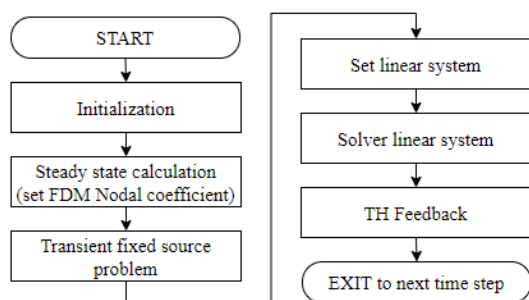 START
Initialization
Steady state calculation
(set FDM Nodal coefficient)
Transient fixed source
problem
Set linear system
Solver linear system
TH Feedback
EXIT to next time step